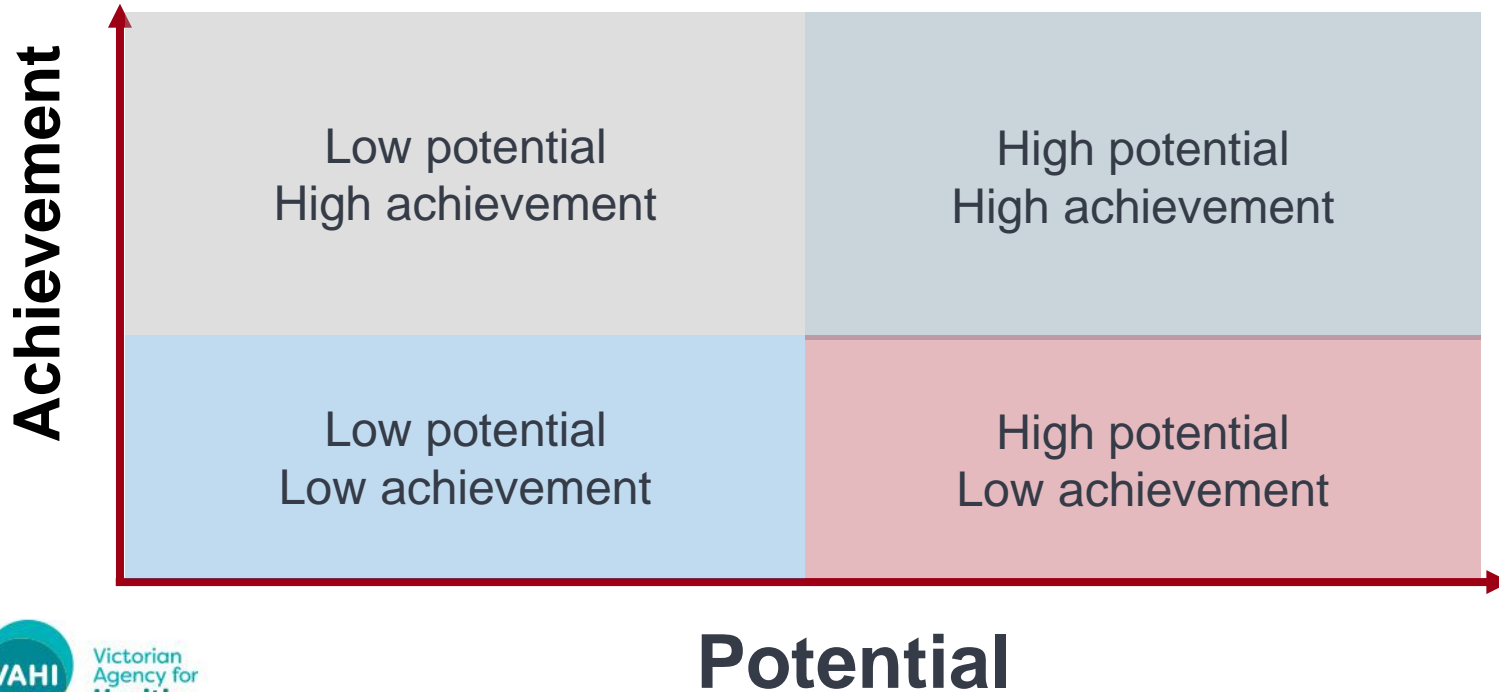 Achievement
Low potential
High achievement
High potential
High achievement
Low potential
Low achievement
High potential
Low achievement
Potential
VAHI
Victorian
Agency for